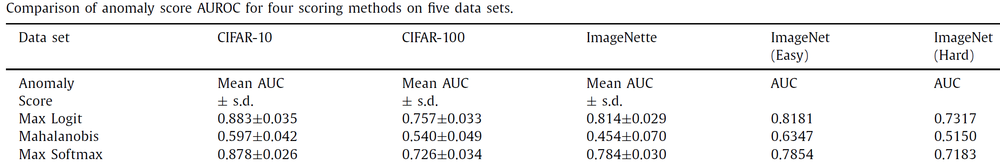 Comparison of anomaly score AUROC for four scoring methods on five data sets.
Data set CIFAR-10 CIFAR-100 ImageNette ImageNet ImageNet
(Easy) (Hard)
Anomaly Mean AUC Mean AUC Mean AUC AUC AUC
Score ± s.d. ± s.d. ± s.d.
Max Logit 0.883±0.035 0.757±0.033 0.814±0.029 0.8181 0.7317
Mahalanobis 0.597±0.042 0.540±0.049 0.454±0.070 0.6347 0.5150
Max Softmax 0.878±0.026 0.726±0.034 0.784±0.030 0.7854 0.7183